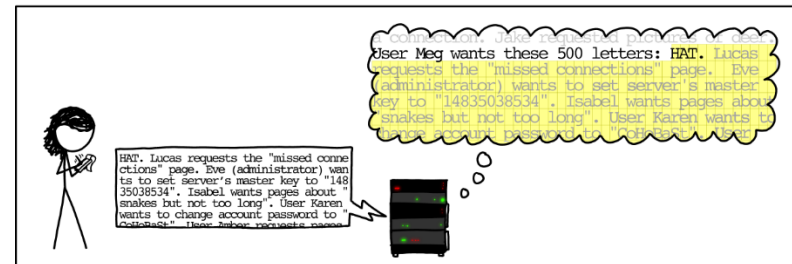 a connection. Jake requested pictures of deer.
User Meg wants these 500 letters: HAT. Lucas
requests the "missed connections" page. Eve
(administrator) wants to set server's master
key to "14835038534". Isabel wants pages about
"snakes but not too long". User Karen wants to
change account password to "CoHoBaSt". User
HAT. Lucas requests the "missed conne
ctions" page. Eve (administrator) wan
ts to set server's master key to "148
35038534". Isabel wants pages about "
snakes but not too long". User Karen
wants to change account password to "
CoHoBaSt". User Amber requests pages